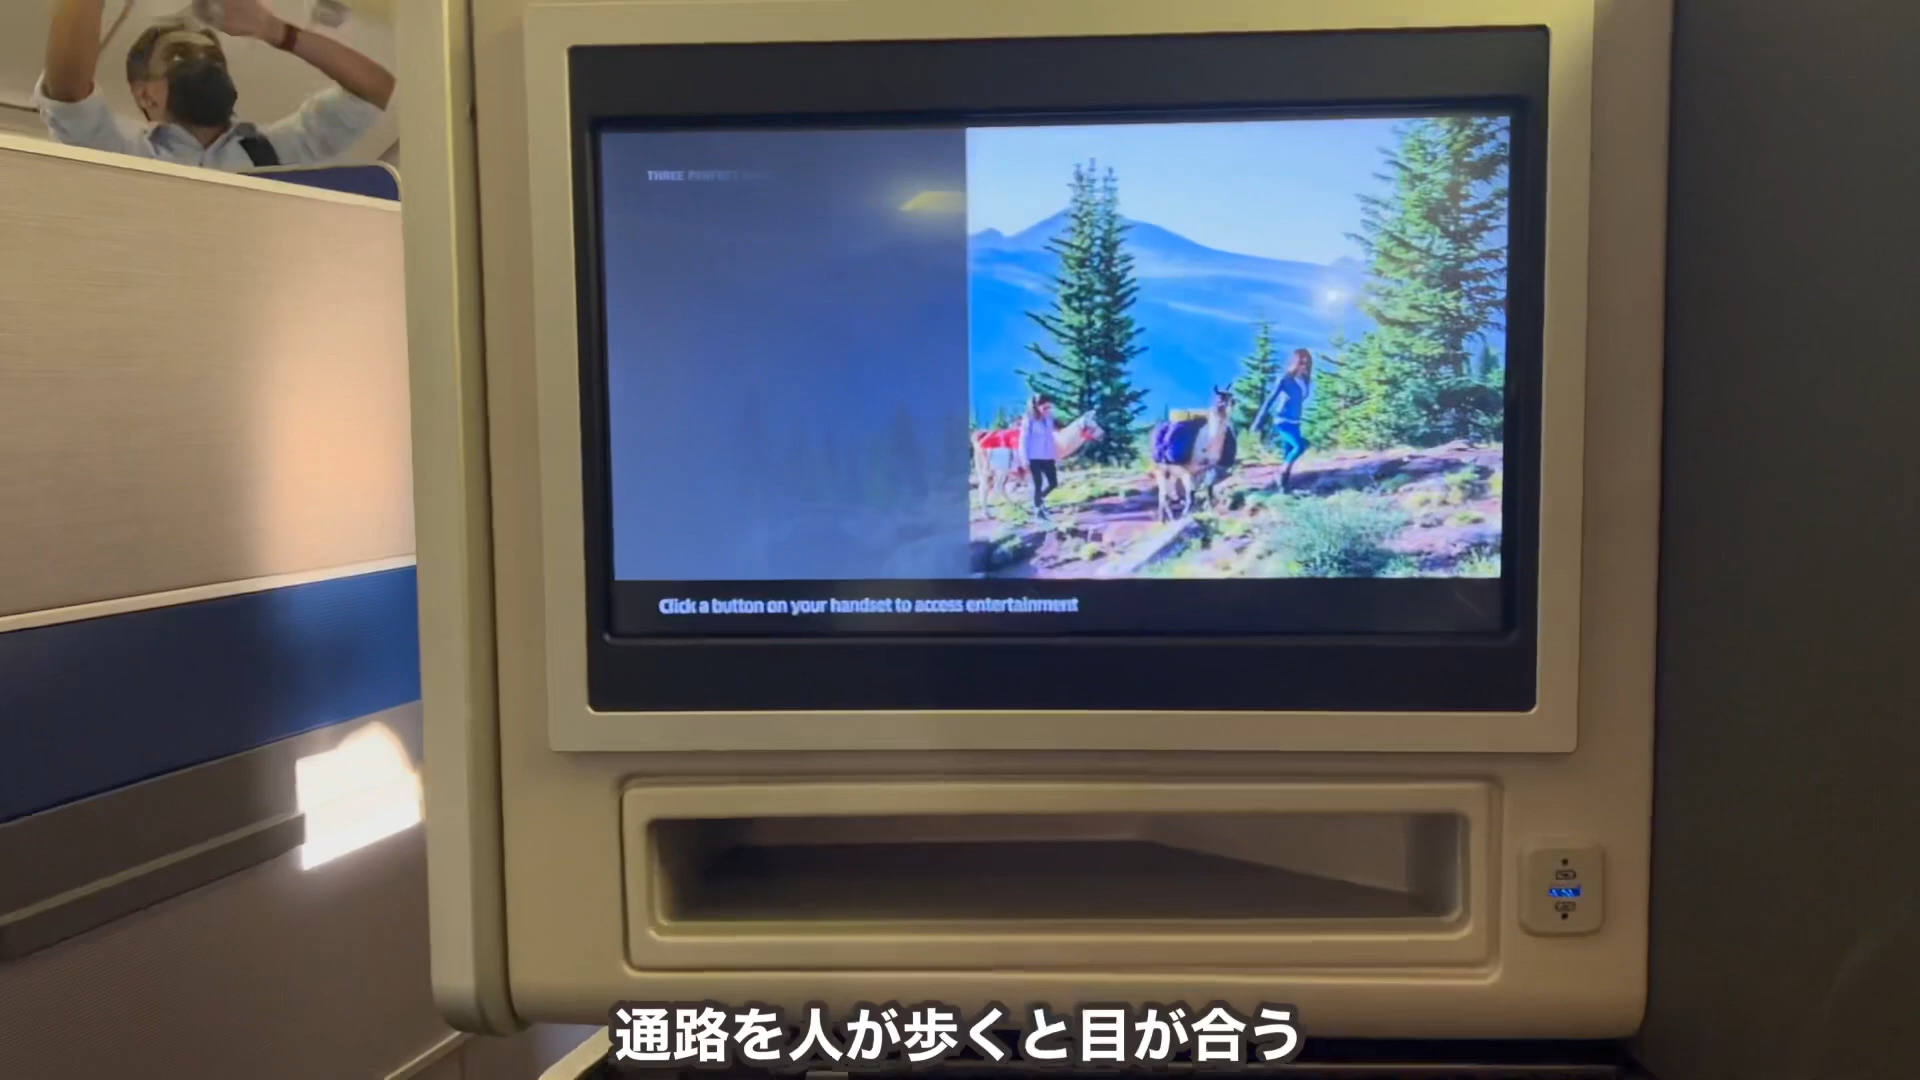 THREE PERFECT
Click a button on your handset to access entertainment
通路を人が歩くと目が合う